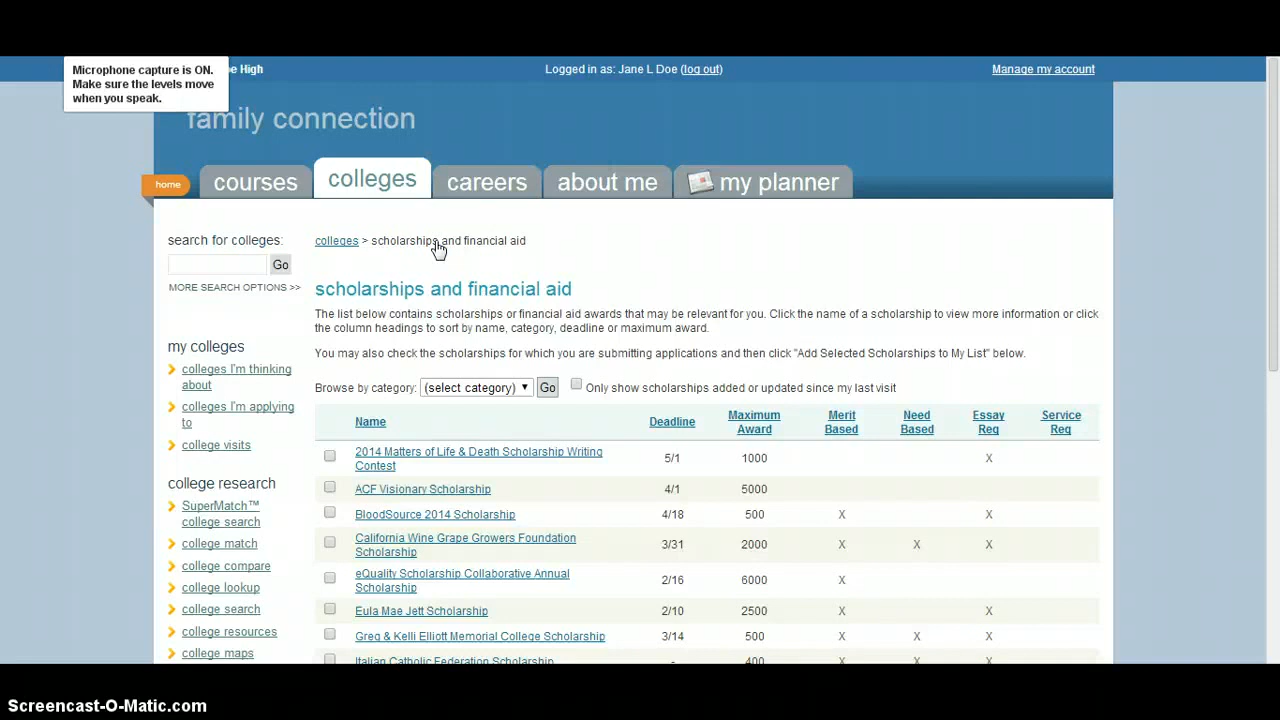 Microphone capture is ON.
Make sure the levels move
when you speak.
High
Logged in as: Jane L Doe (log out)
Manage my account
family connection
home
courses
colleges
careers
about me
my planner
search for colleges:
Go
MORE SEARCH OPTIONS >>
my colleges
colleges I'm thinking
about
colleges I'm applying
to
college visits
college research
SuperMatch™
college search
college match
college compare
college lookup
college search
college resources
college maps
colleges > scholarships and financial aid
scholarships and financial aid
The list below contains scholarships or financial aid awards that may be relevant for you. Click the name of a scholarship to view more information or click
the column headings to sort by name, category, deadline or maximum award.
You may also check the scholarships for which you are submitting applications and then click "Add Selected Scholarships to My List" below.
Browse by category: (select category) Go Only show scholarships added or updated since my last visit
Name Deadline Maximum Award Merit Based Need Based Essay Req Service Req
2014 Matters of Life & Death Scholarship Writing
Contest 5/1 1000 X
ACF Visionary Scholarship 4/1 5000
BloodSource 2014 Scholarship 4/18 500 X X
California Wine Grape Growers Foundation
Scholarship 3/31 2000 X X X
eQuality Scholarship Collaborative Annual
Scholarship 2/16 6000 X
Eula Mae Jett Scholarship 2/10 2500 X X
Greg & Kelli Elliott Memorial College Scholarship 3/14 500 X X X
Italian Catholic Federation Scholarship - 400 X X X
Screencast-O-Matic.com